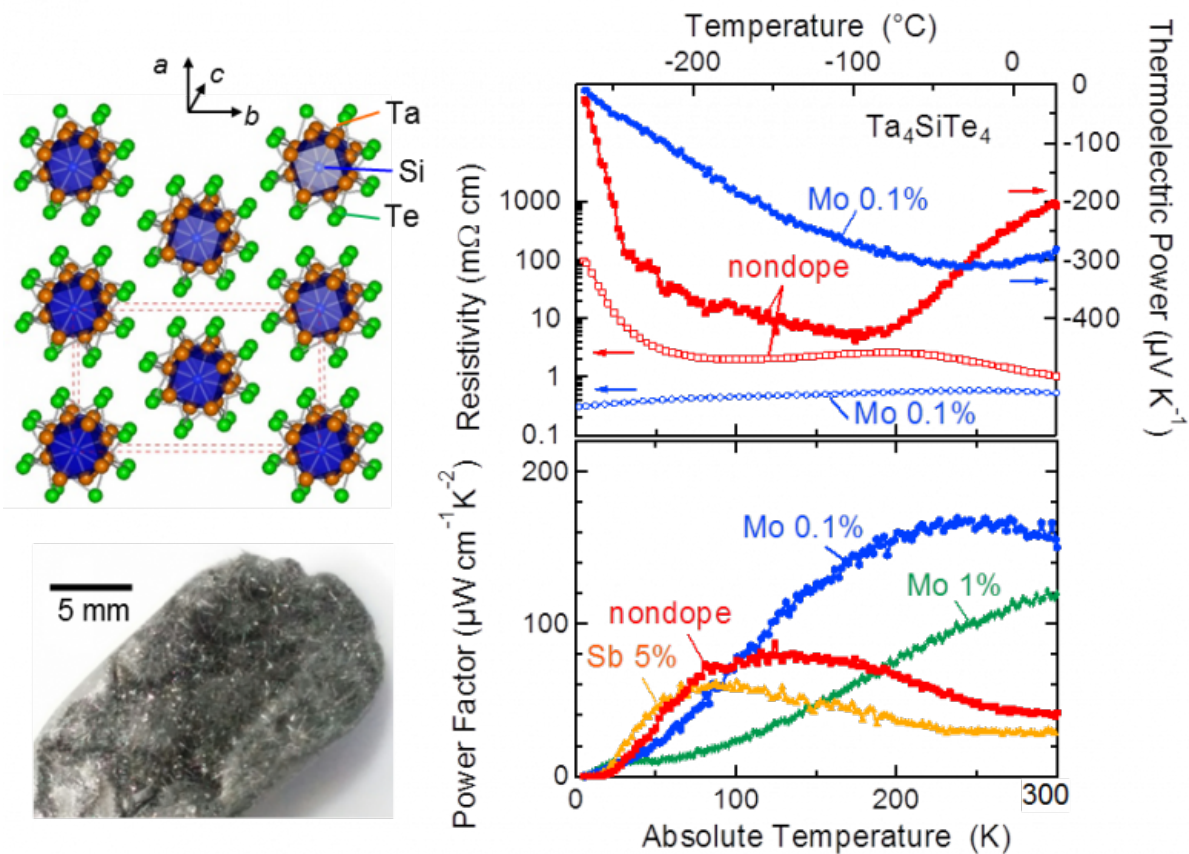 a
c
b
Ta
Si
Te
5 mm
Temperature (°C)
-200
-100
0
Ta₄SiTe₄
Resistivity (mΩ cm)
1000
100
10
1
0.1
Thermoelectric Power (µV K⁻¹)
0
-100
-200
-300
-400
Mo 0.1%
nondope
Mo 0.1%
Power Factor (µW cm⁻¹K⁻²)
200
100
0
Mo 0.1%
Mo 1%
nondope
Sb 5%
0
100
200
300
Absolute Temperature (K)